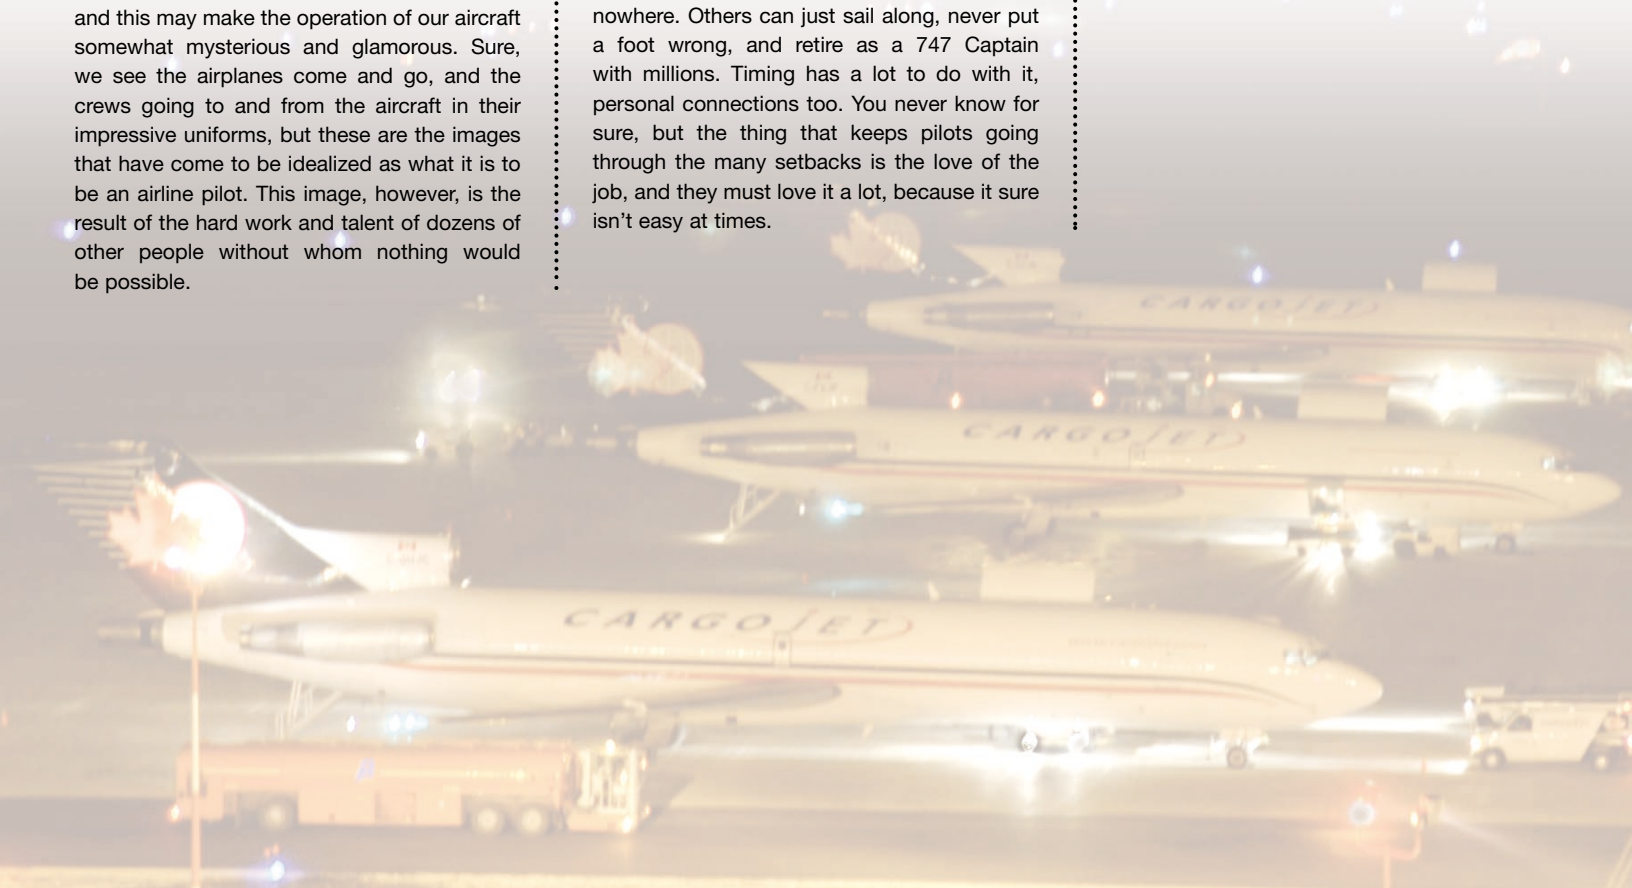 and this may make the operation of our aircraft
somewhat mysterious and glamorous. Sure,
we see the airplanes come and go, and the
crews going to and from the aircraft in their
impressive uniforms, but these are the images
that have come to be idealized as what it is to
be an airline pilot. This image, however, is the
result of the hard work and talent of dozens of
other people without whom nothing would
be possible.
nowhere. Others can just sail along, never put
a foot wrong, and retire as a 747 Captain
with millions. Timing has a lot to do with it,
personal connections too. You never know for
sure, but the thing that keeps pilots going
through the many setbacks is the love of the
job, and they must love it a lot, because it sure
isn’t easy at times.
CARGOJET
CARGOJET
CARGOJET